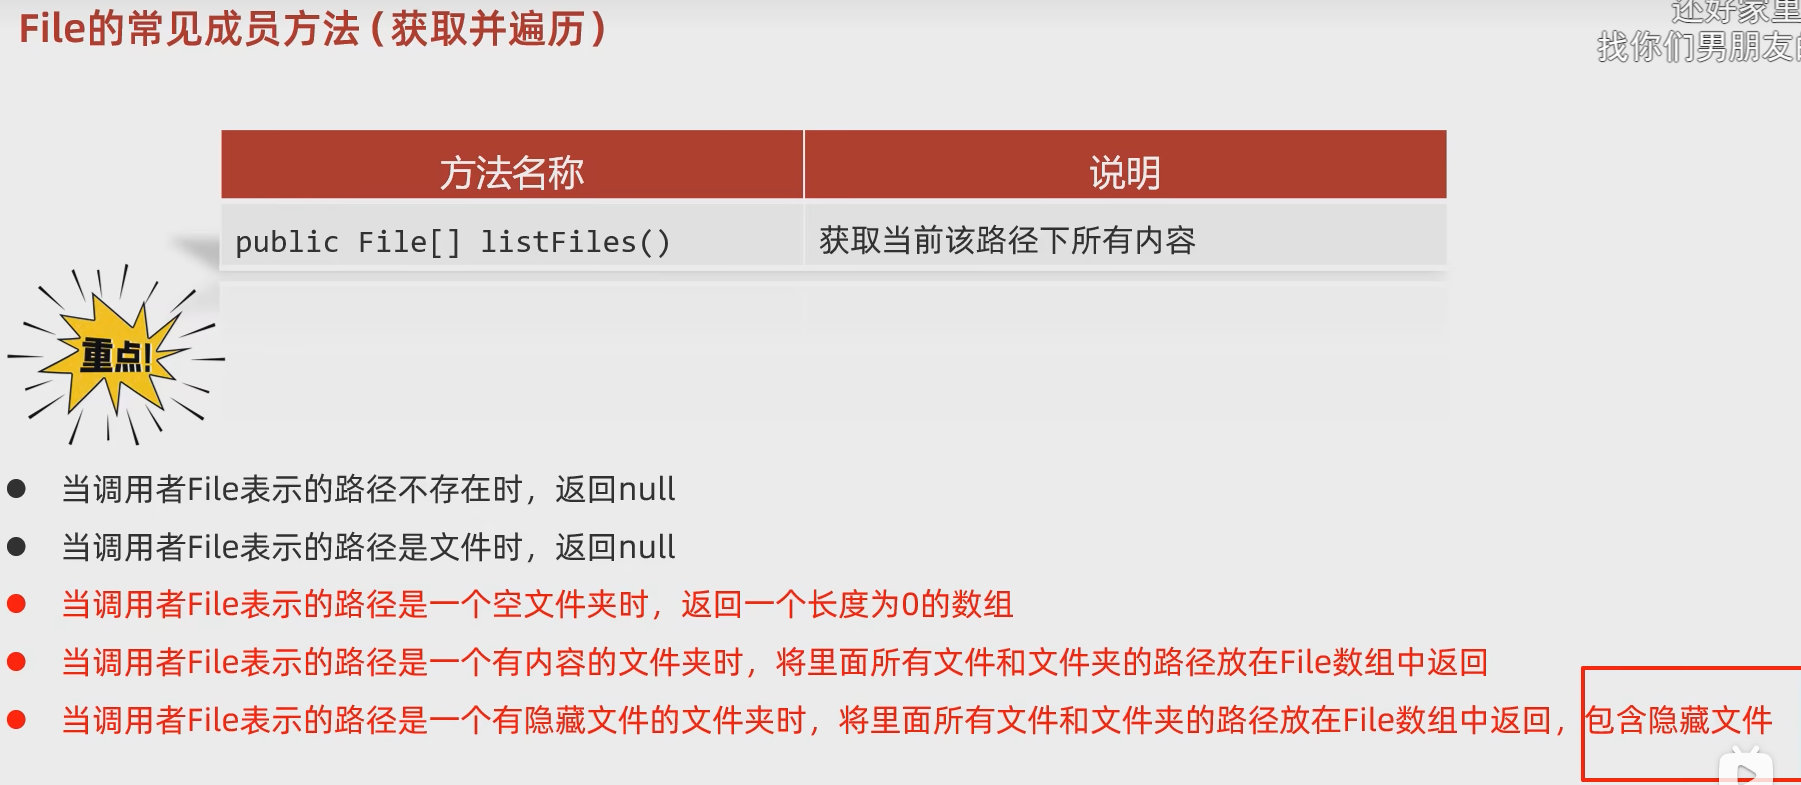 File的常见成员方法（获取并遍历）
还好家里
找你们男朋友
方法名称 说明
public File[] listFiles() 获取当前该路径下所有内容
重点!
当调用者File表示的路径不存在时，返回null
当调用者File表示的路径是文件时，返回null
当调用者File表示的路径是一个空文件夹时，返回一个长度为0的数组
当调用者File表示的路径是一个有内容的文件夹时，将里面所有文件和文件夹的路径放在File数组中返回
当调用者File表示的路径是一个有隐藏文件的文件夹时，将里面所有文件和文件夹的路径放在File数组中返回，包含隐藏文件